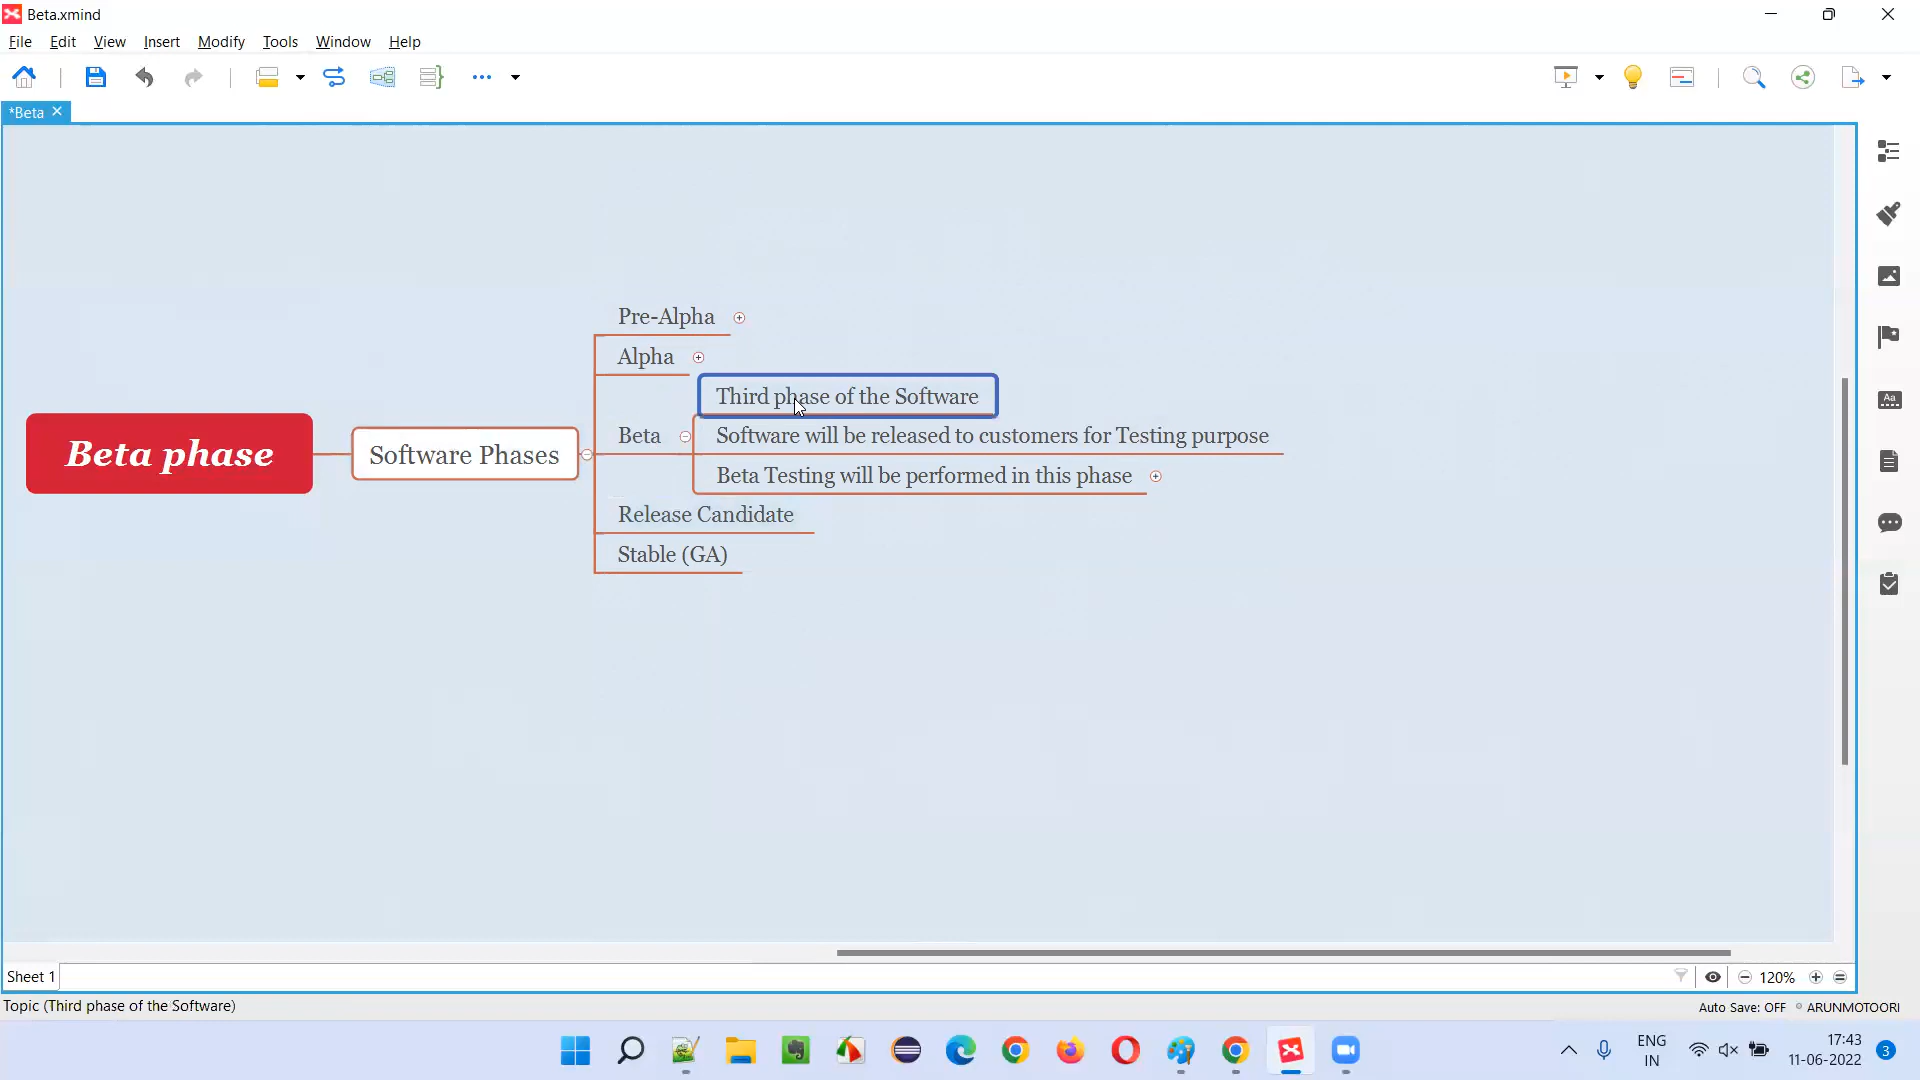 Beta.xmind
File Edit View Insert Modify Tools Window Help
*Beta
Pre-Alpha
Alpha
Third phase of the Software
Beta phase
Software Phases
Beta
Software will be released to customers for Testing purpose
Beta Testing will be performed in this phase
Release Candidate
Stable (GA)
Aa
Sheet 1
120%
Topic (Third phase of the Software)
Auto Save: OFF
ARUNMOTOORI
ENG
IN
17:43
11-06-2022
3